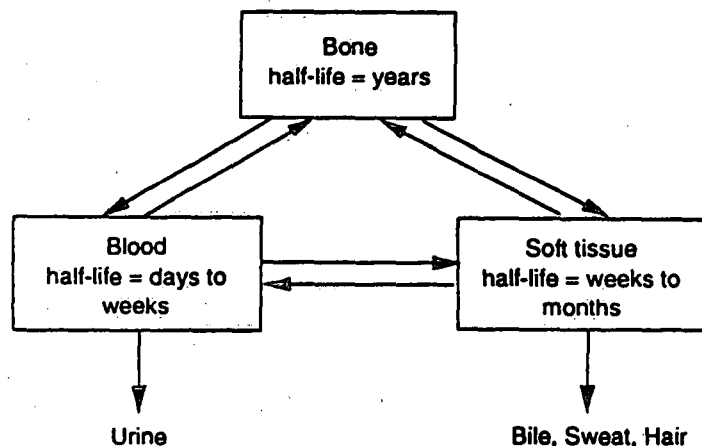 Bone
half-life = years
Blood
half-life = days to
weeks
Soft tissue
half-life = weeks to
months
Urine
Bile, Sweat, Hair